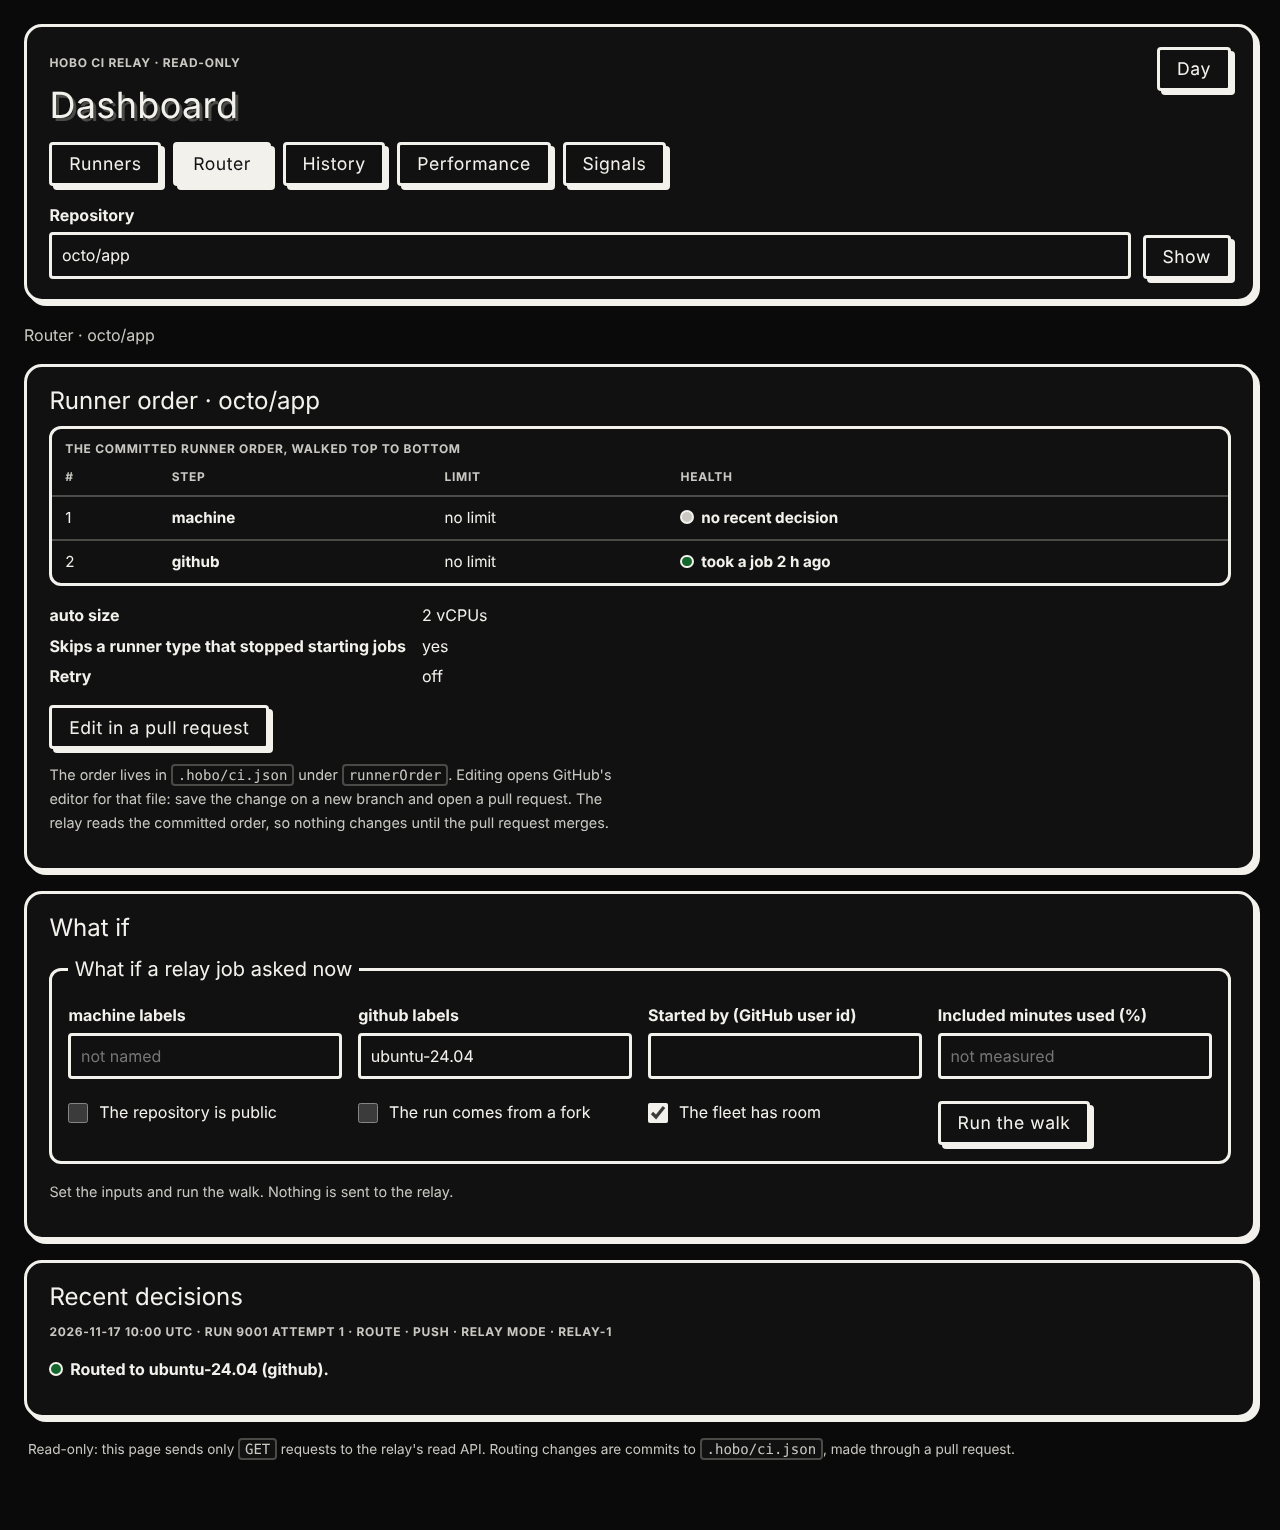 HOBO CI RELAY · READ-ONLY
Day
Dashboard
Runners
Router
History
Performance
Signals
Repository
octo/app
Show
Router · octo/app
Runner order · octo/app
THE COMMITTED RUNNER ORDER, WALKED TOP TO BOTTOM
# STEP LIMIT HEALTH
1 machine no limit no recent decision
2 github no limit took a job 2 h ago
auto size 2 vCPUs
Skips a runner type that stopped starting jobs yes
Retry off
Edit in a pull request
The order lives in .hobo/ci.json under runnerOrder. Editing opens GitHub's
editor for that file: save the change on a new branch and open a pull request. The
relay reads the committed order, so nothing changes until the pull request merges.
What if
What if a relay job asked now
machine labels github labels Started by (GitHub user id) Included minutes used (%)
not named ubuntu-24.04 not measured
The repository is public The run comes from a fork The fleet has room Run the walk
Set the inputs and run the walk. Nothing is sent to the relay.
Recent decisions
2026-11-17 10:00 UTC · RUN 9001 ATTEMPT 1 · ROUTE · PUSH · RELAY MODE · RELAY-1
Routed to ubuntu-24.04 (github).
Read-only: this page sends only GET requests to the relay's read API. Routing changes are commits to .hobo/ci.json, made through a pull request.